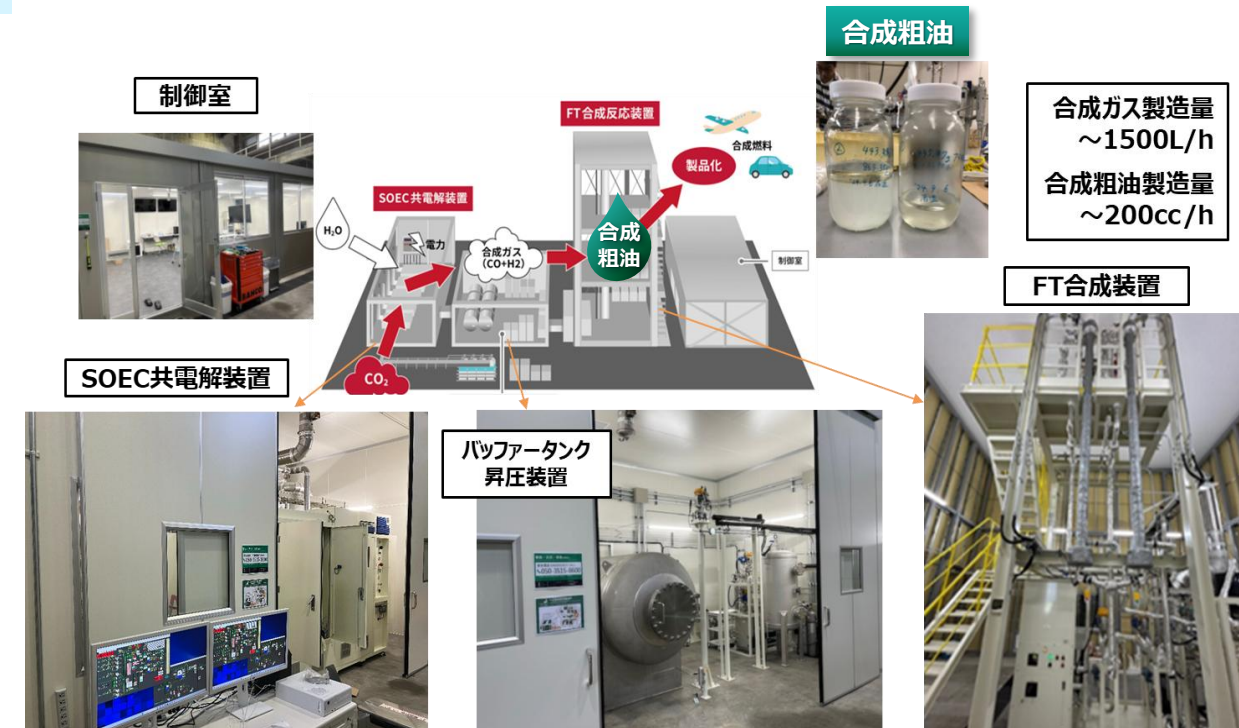 合成粗油
制御室
合成ガス製造量
～1500L/h
合成粗油製造量
～200cc/h
FT合成反応装置
合成燃料
製品化
SOEC共電解装置
H₂O
電力
合成ガス
(CO+H2)
合成
粗油
制御室
CO₂
FT合成装置
SOEC共電解装置
バッファータンク
昇圧装置